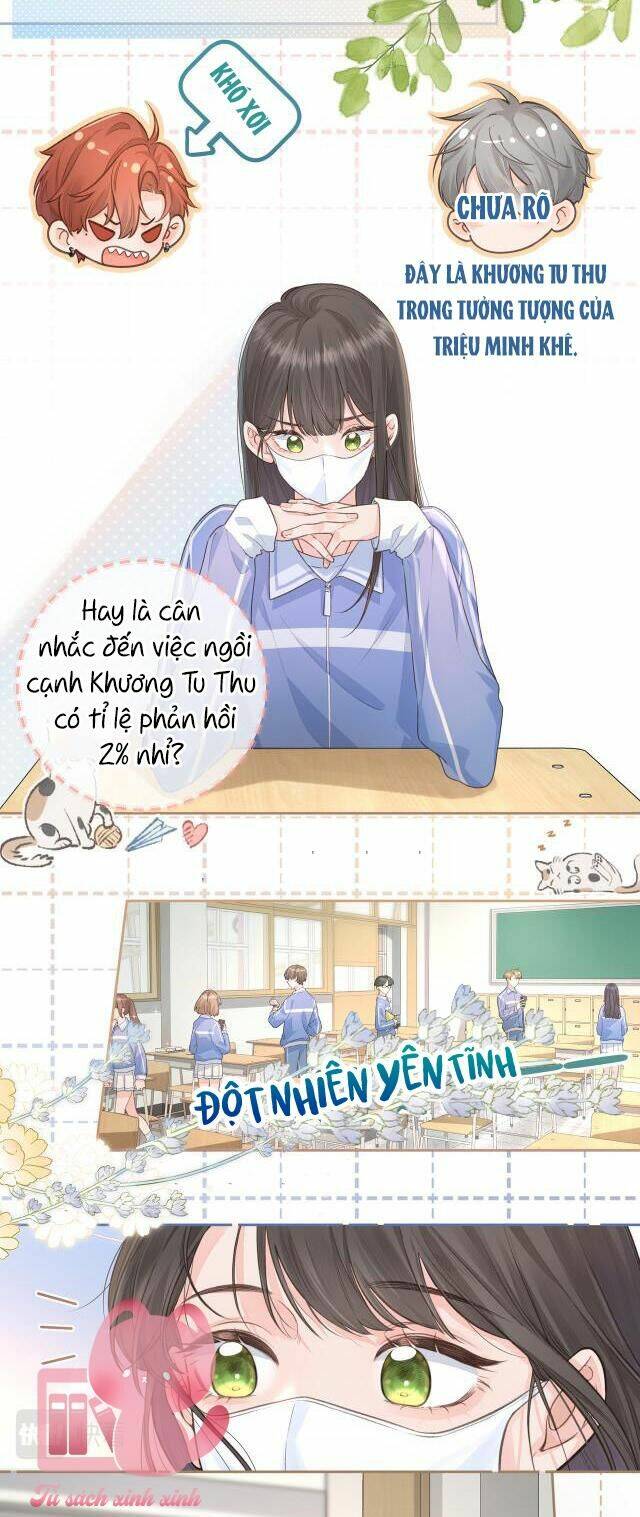 KHÓ XƠI
CHƯA RÕ
ĐÂY LÀ KHƯƠNG TU THU
TRONG TƯỞNG TƯỢNG CỦA
TRIỆU MINH KHÊ.
Hay là cân
nhắc đến việc ngồi
cạnh Khương Tu Thu
có tỉ lệ phản hồi
2% nhỉ?
ĐỘT NHIÊN YÊN TĨNH
Tủ sách xinh xinh